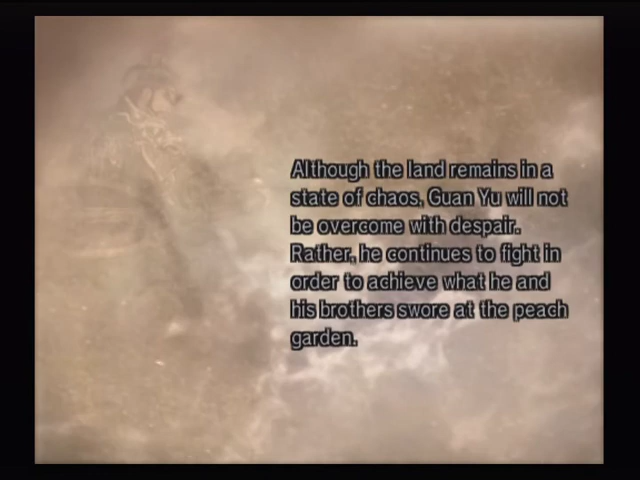 Although the land remains in a
state of chaos, Guan Yu will not
be overcome with despair.
Rather, he continues to fight in
order to achieve what he and
his brothers swore at the peach
garden.